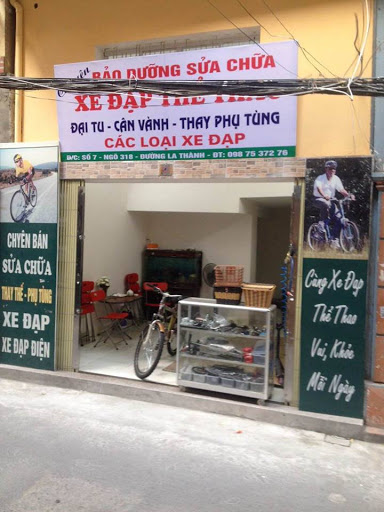 Chuyên BẢO DƯỠNG SỬA CHỮA
XE ĐẠP THỂ THAO
ĐẠI TU - CÂN VÀNH - THAY PHỤ TÙNG
CÁC LOẠI XE ĐẠP
Đ/C: SỐ 7 - NGÕ 318 - ĐƯỜNG LA THÀNH - ĐT: 098 75 372 76
CHUYÊN BÁN
SỬA CHỮA
THAY THẾ - PHỤ TÙNG
XE ĐẠP
XE ĐẠP ĐIỆN
Cùng Xe Đạp
Thể Thao
Vui Khỏe
Mỗi Ngày